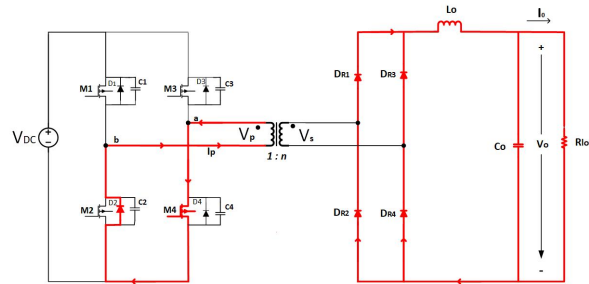 Lo
Io
M1
D1
C1
M3
D3
C3
DR1
DR3
+
VDC
a
Vp
Vs
b
Ip
1 : n
Co
Vo
Rlo
M2
D2
C2
M4
D4
C4
DR2
DR4
-